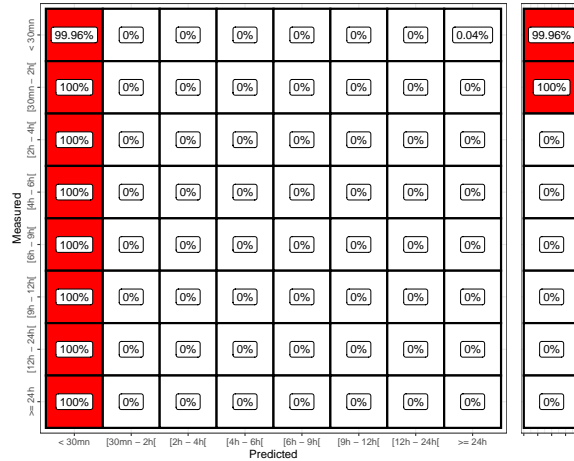 < 30mn 99.96% 0% 0% 0% 0% 0% 0% 0.04% 99.96%
[30mn – 2h[ 100% 0% 0% 0% 0% 0% 0% 0% 100%
[2h – 4h[ 100% 0% 0% 0% 0% 0% 0% 0% 0%
[4h – 6h[ 100% 0% 0% 0% 0% 0% 0% 0% 0%
Measured
[6h – 9h[ 100% 0% 0% 0% 0% 0% 0% 0% 0%
[9h – 12h[ 100% 0% 0% 0% 0% 0% 0% 0% 0%
[12h – 24h[ 100% 0% 0% 0% 0% 0% 0% 0% 0%
>= 24h 100% 0% 0% 0% 0% 0% 0% 0% 0%
< 30mn [30mn – 2h[ [2h – 4h[ [4h – 6h[ [6h – 9h[ [9h – 12h[ [12h – 24h[ >= 24h
Predicted